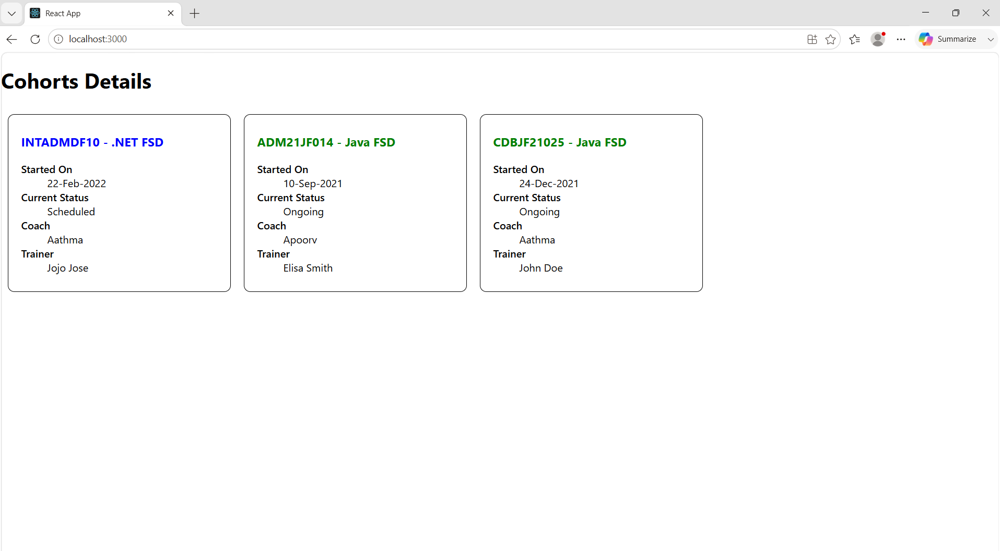 React App
localhost:3000
Summarize
Cohorts Details
INTADMDF10 - .NET FSD
Started On
22-Feb-2022
Current Status
Scheduled
Coach
Aathma
Trainer
Jojo Jose
ADM21JF014 - Java FSD
Started On
10-Sep-2021
Current Status
Ongoing
Coach
Apoorv
Trainer
Elisa Smith
CDBJF21025 - Java FSD
Started On
24-Dec-2021
Current Status
Ongoing
Coach
Aathma
Trainer
John Doe